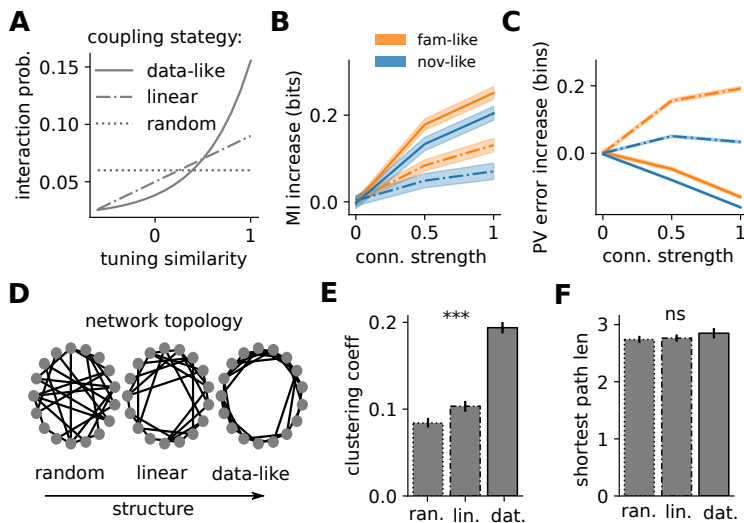 A
coupling stategy:
interaction prob.
0.15
0.10
0.05
data-like
linear
random
0
1
tuning similarity
B
fam-like
nov-like
MI increase (bits)
0.2
0.0
0
0.5
1
conn. strength
C
PV error increase (bins)
0.2
0.0
0
0.5
1
conn. strength
D
network topology
random
linear
data-like
structure
E
clustering coeff
0.2
0.1
0.0
***
ran.
lin.
dat.
F
shortest path len
3
2
1
0
ns
ran.
lin.
dat.